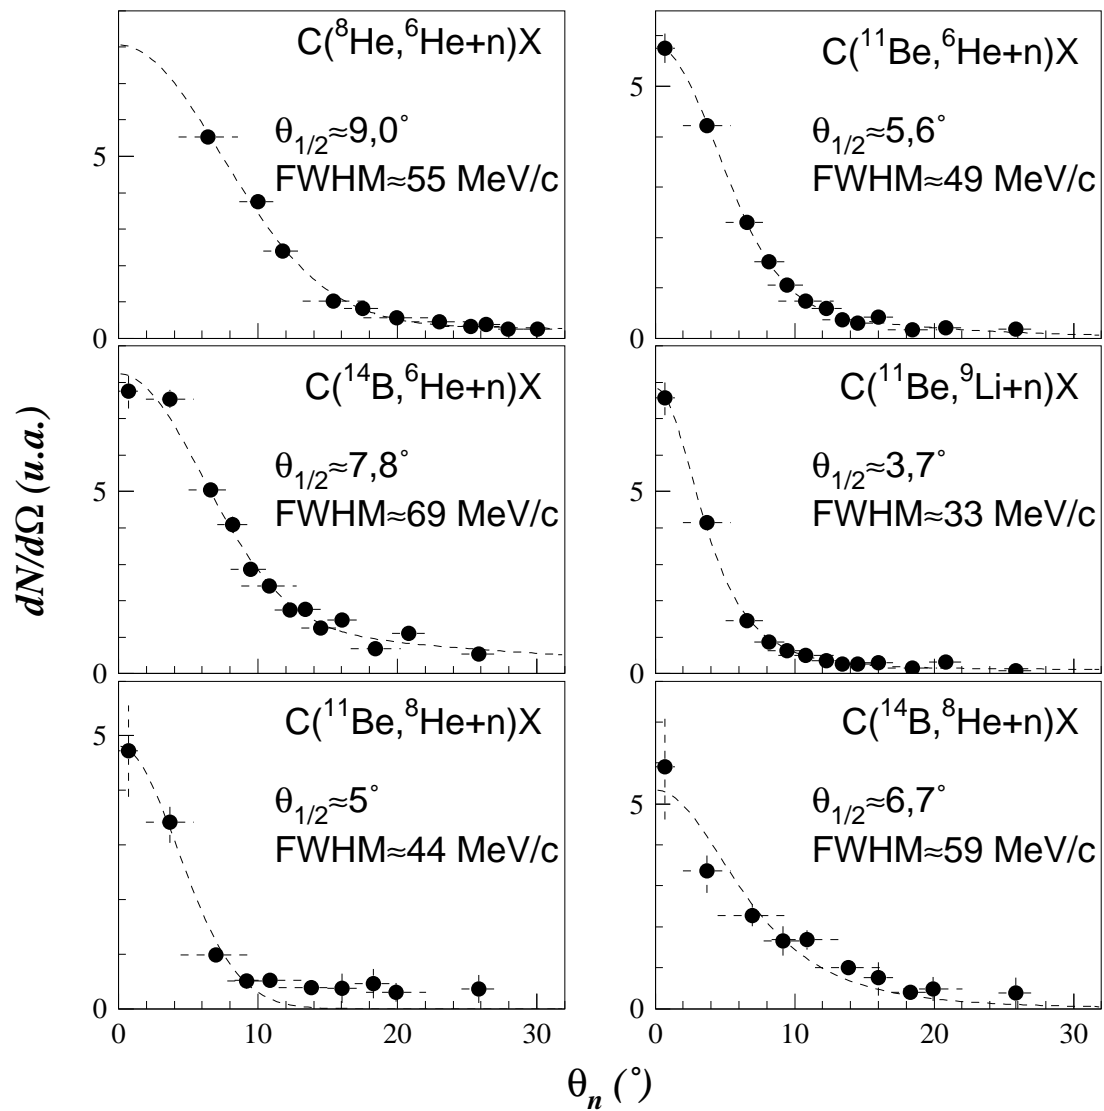 C(⁸He,⁶He+n)X
θ₁/₂≈9,0°
FWHM≈55 MeV/c
5
0
C(¹¹Be,⁶He+n)X
θ₁/₂≈5,6°
FWHM≈49 MeV/c
5
0
C(¹⁴B,⁶He+n)X
θ₁/₂≈7,8°
FWHM≈69 MeV/c
5
0
C(¹¹Be,⁹Li+n)X
θ₁/₂≈3,7°
FWHM≈33 MeV/c
5
0
dN/dΩ (u.a.)
C(¹¹Be,⁸He+n)X
θ₁/₂≈5°
FWHM≈44 MeV/c
5
0
0 10 20 30
C(¹⁴B,⁸He+n)X
θ₁/₂≈6,7°
FWHM≈59 MeV/c
5
0
0 10 20 30
θₙ (°)